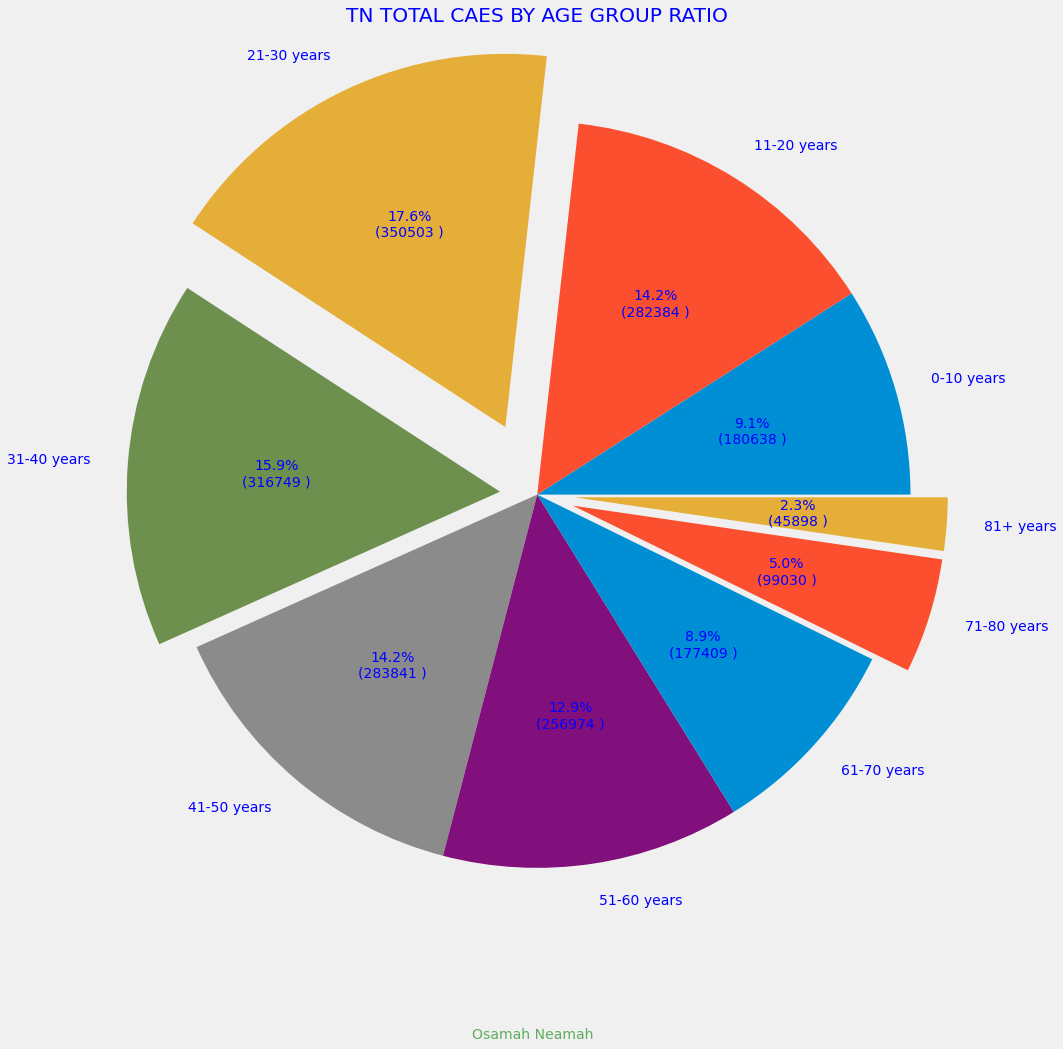 TN TOTAL CAES BY AGE GROUP RATIO
21-30 years
11-20 years
17.6%
(350503 )
14.2%
(282384 )
0-10 years
9.1%
(180638 )
31-40 years
15.9%
(316749 )
2.3%
(45898 )
81+ years
5.0%
(99030 )
71-80 years
8.9%
(177409 )
14.2%
(283841 )
12.9%
(256974 )
61-70 years
41-50 years
51-60 years
Osamah Neamah